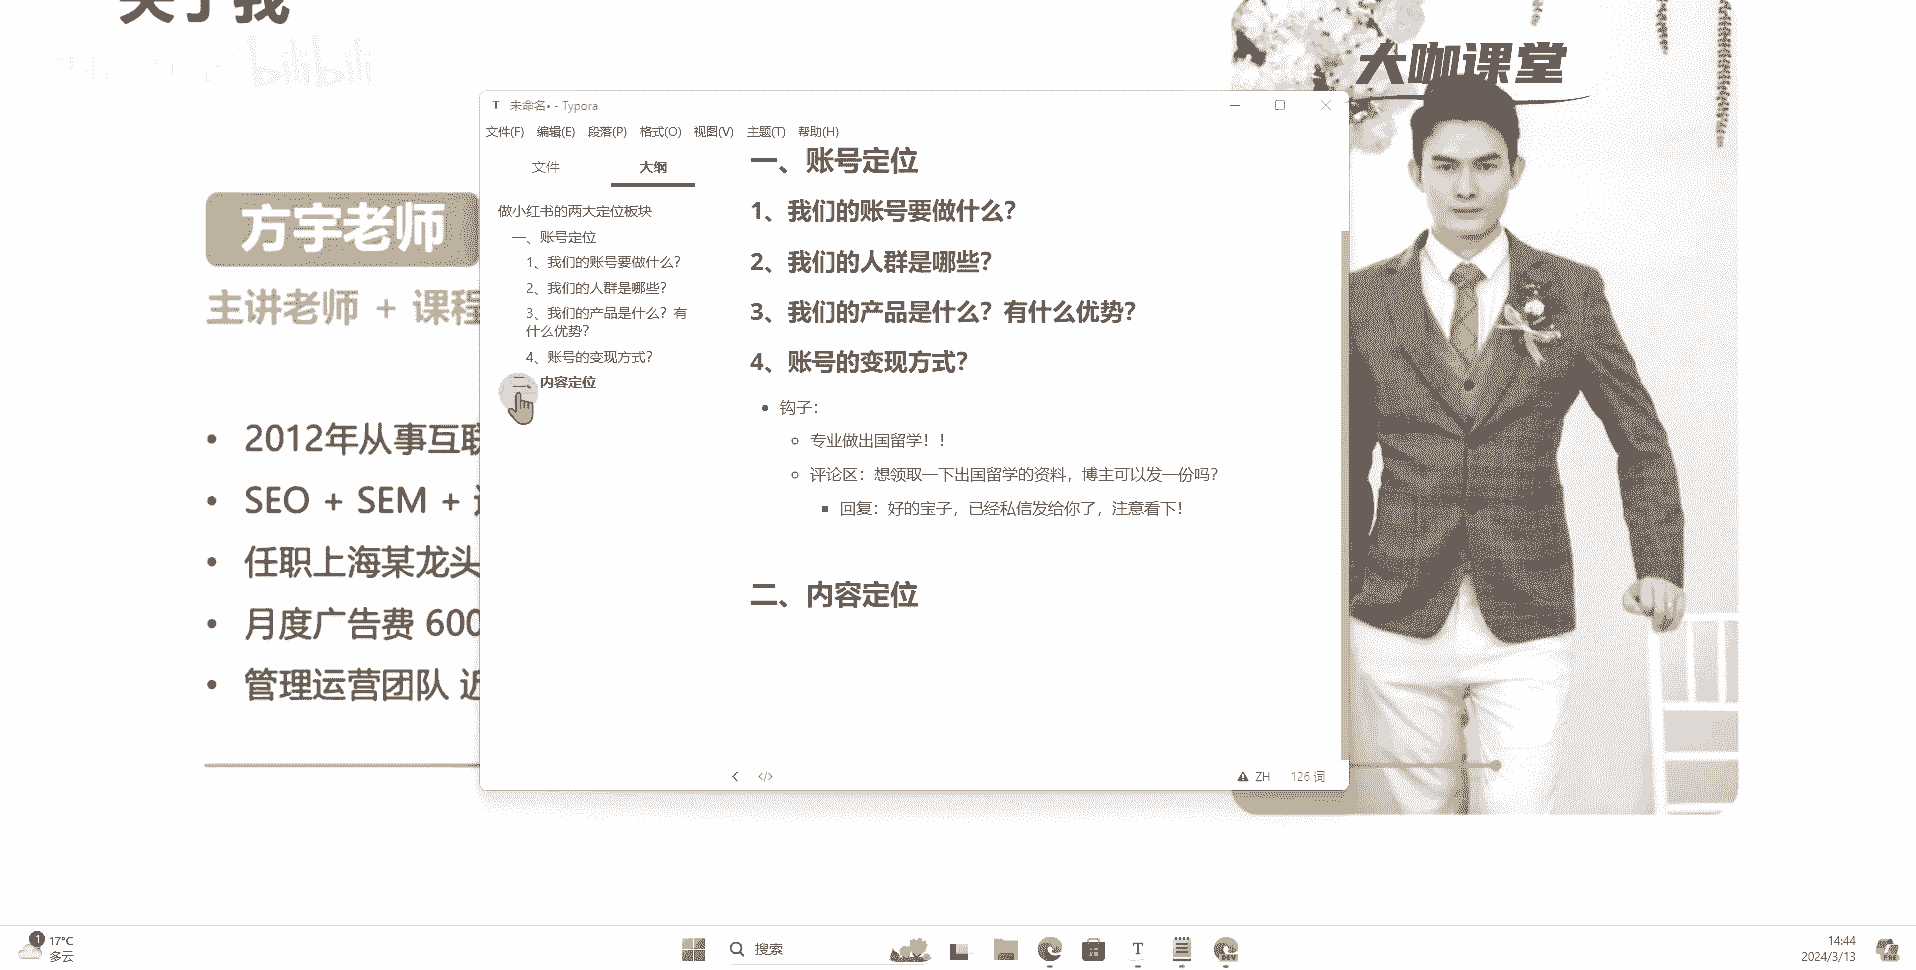 关于我
bilibili
大咖课堂
未命名• - Typora
文件(F) 编辑(E) 段落(P) 格式(O) 视图(V) 主题(T) 帮助(H)
文件 大纲
做小红书的两大定位板块
一、账号定位
1、我们的账号要做什么？
2、我们的人群是哪些？
3、我们的产品是什么？有
什么优势？
4、账号的变现方式？
二、内容定位
一、账号定位
1、我们的账号要做什么？
2、我们的人群是哪些？
3、我们的产品是什么？有什么优势？
4、账号的变现方式？
• 钩子：
专业做出国留学！！
评论区：想领取一下出国留学的资料，博主可以发一份吗？
回复：好的宝子，已经私信发给你了，注意看下！
二、内容定位
</> ZH 126 词
方宇老师
主讲老师 + 课程
• 2012年从事互联
• SEO + SEM +
• 任职上海某龙头
• 月度广告费 600
• 管理运营团队 近
1 17°C
多云
搜索
T
DEV
14:44
2024/3/13
PRE